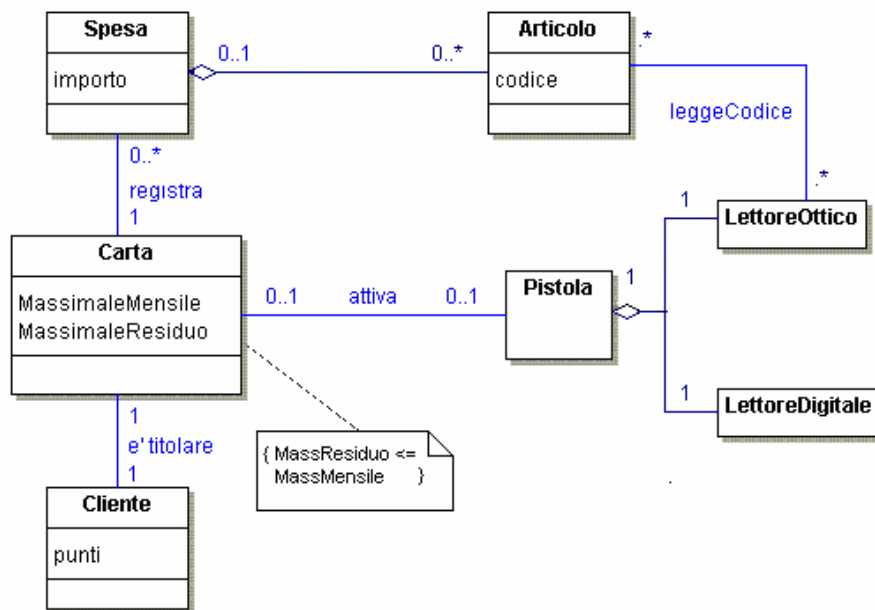 Spesa
importo
0..1
0..*
Articolo
codice
.*
leggeCodice
.*
0..*
registra
1
Carta
MassimaleMensile
MassimaleResiduo
0..1
attiva
0..1
Pistola
1
1
LettoreOttico
1
LettoreDigitale
1
e' titolare
1
{ MassResiduo <=
MassMensile }
Cliente
punti